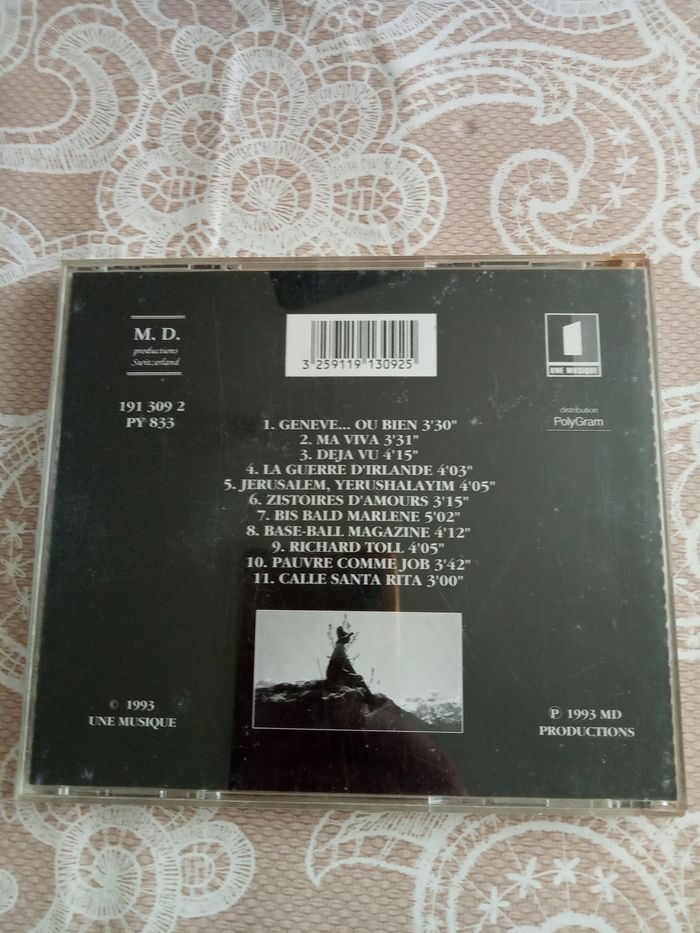 M. D.
productions
Switzerland
3 259119 130925
UNE MUSIQUE
191 309 2
PY 833
distribution
PolyGram
1. GENEVE... OU BIEN 3'30"
2. MA VIVA 3'31"
3. DEJA VU 4'15"
4. LA GUERRE D'IRLANDE 4'03"
5. JERUSALEM, YERUSHALAYIM 4'05"
6. ZISTOIRES D'AMOURS 3'15"
7. BIS BALD MARLENE 5'02"
8. BASE-BALL MAGAZINE 4'12"
9. RICHARD TOLL 4'05"
10. PAUVRE COMME JOB 3'42"
11. CALLE SANTA RITA 3'00"
© 1993
UNE MUSIQUE
℗ 1993 MD
PRODUCTIONS